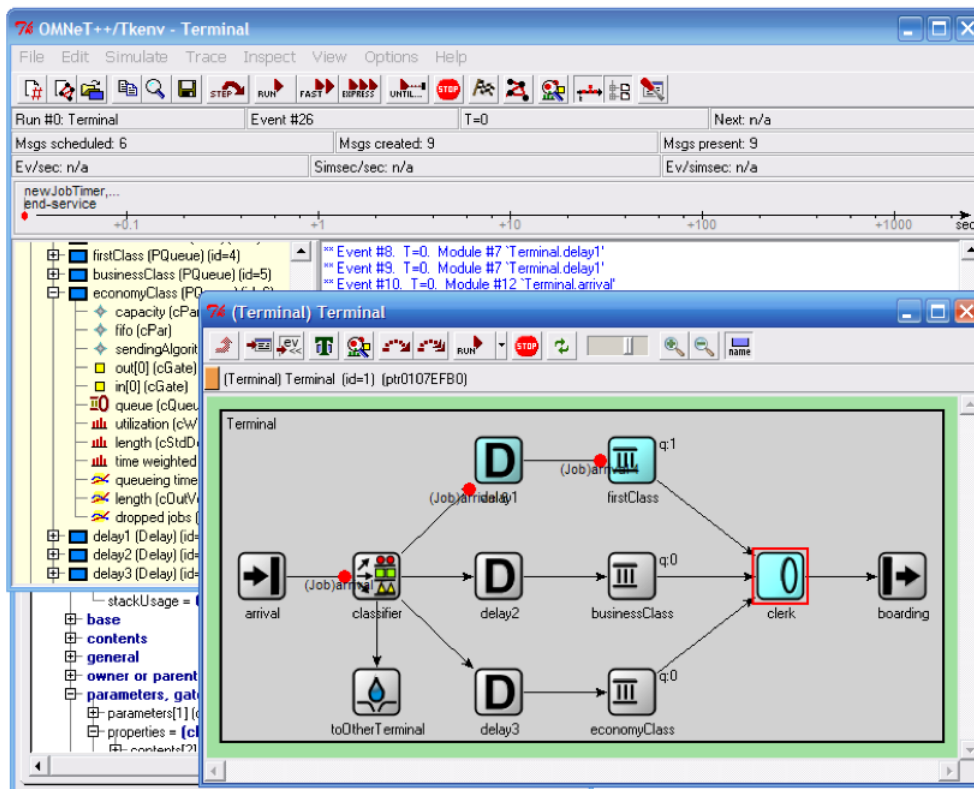 OMNeT++/Tkenv - Terminal
File Edit Simulate Trace Inspect View Options Help
STEP RUN FAST EXPRESS UNTIL... STOP
Run #0: Terminal Event #26 T=0 Next: n/a
Msgs scheduled: 6 Msgs created: 9 Msgs present: 9
Ev/sec: n/a Simsec/sec: n/a Ev/simsec: n/a
newJobTimer,...
end-service
+0.1 +1 +10 +100 +1000 sec
firstClass (PQueue) (id=4)
businessClass (PQueue) (id=5)
economyClass
capacity (cPar
fifo (cPar)
sendingAlgorit
out[0] (cGate)
in[0] (cGate)
queue (cQueu
utilization (cW
length (cStdD
time weighted
queueing time
length (cOutV
dropped jobs (
delay1 (Delay) (id=
delay2 (Delay) (id=
delay3 (Delay) (id=
** Event #8. T=0. Module #7 `Terminal.delay1'
** Event #9. T=0. Module #7 `Terminal.delay1'
** Event #10. T=0. Module #12 `Terminal.arrival'
stackUsage =
base
contents
general
owner or parent
parameters, gat
parameters[1] (c
properties = (cl
contents[2]
(Terminal) Terminal
ev RUN STOP name
(Terminal) Terminal (id=1) (ptr0107EFB0)
Terminal
D q:1
(Job)arrival
delay1 firstClass
D q:0
(Job)arrival
arrival classifier delay2 businessClass clerk boarding
D q:0
toOtherTerminal delay3 economyClass